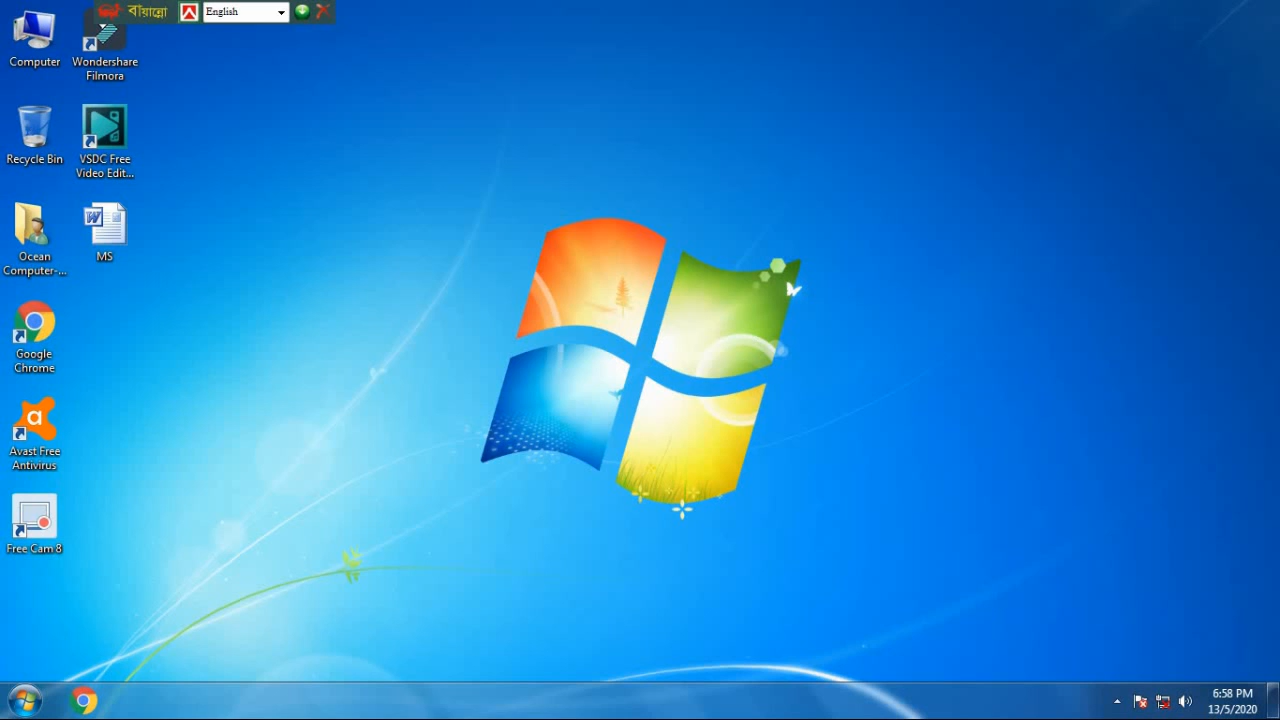 বায়ান্নো English
Computer
Wondershare
Filmora
Recycle Bin
VSDC Free
Video Edit...
Ocean
Computer-...
MS
Google
Chrome
Avast Free
Antivirus
Free Cam 8
6:58 PM
13/5/2020